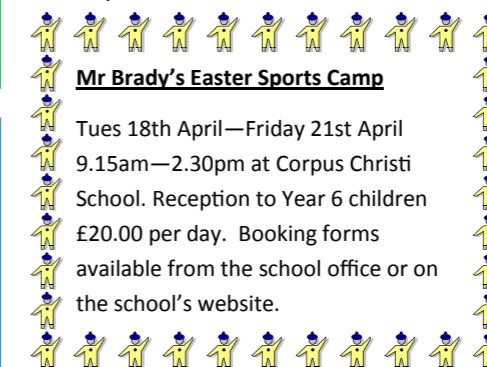 Mr Brady's Easter Sports Camp
Tues 18th April—Friday 21st April
9.15am—2.30pm at Corpus Christi
School. Reception to Year 6 children
£20.00 per day.  Booking forms
available from the school office or on
the school's website.